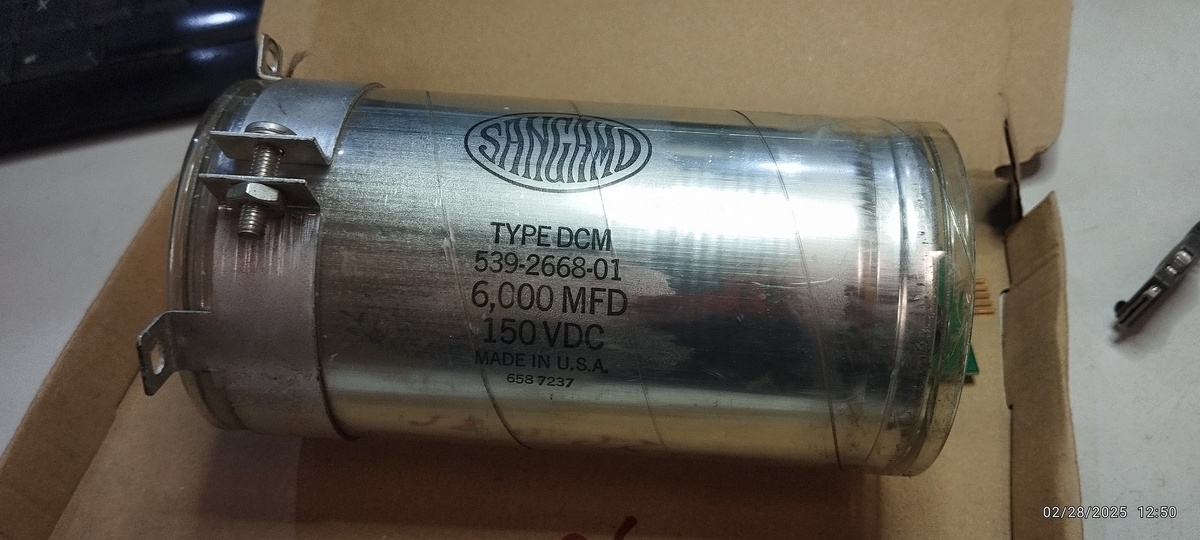 SANGAMO
TYPE DCM
539-2668-01
6,000 MFD
150 VDC
MADE IN U.S.A.
658 7237
02/28/2025 12:50